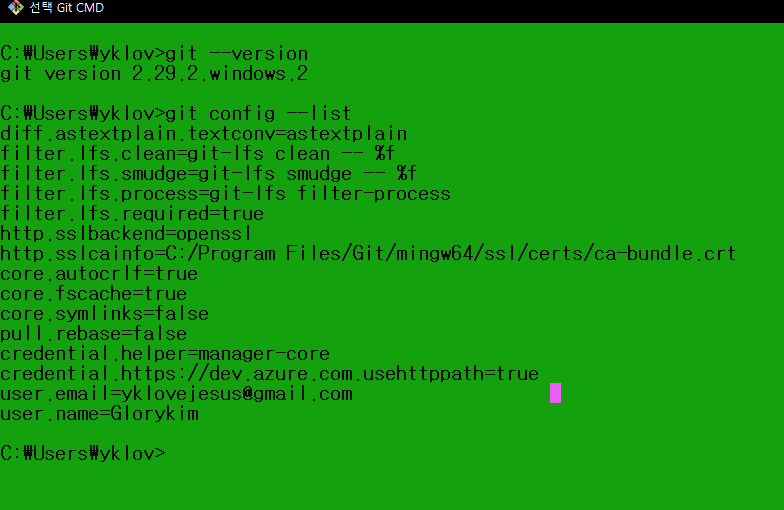 선택 Git CMD
C:\Users\yklov>git --version
git version 2.29.2.windows.2
C:\Users\yklov>git config --list
diff.astextplain.textconv=astextplain
filter.lfs.clean=git-lfs clean -- %f
filter.lfs.smudge=git-lfs smudge -- %f
filter.lfs.process=git-lfs filter-process
filter.lfs.required=true
http.sslbackend=openssl
http.sslcainfo=C:/Program Files/Git/mingw64/ssl/certs/ca-bundle.crt
core.autocrlf=true
core.fscache=true
core.symlinks=false
pull.rebase=false
credential.helper=manager-core
credential.https://dev.azure.com.usehttppath=true
user.email=yklovejesus@gmail.com
user.name=Glorykim
C:\Users\yklov>